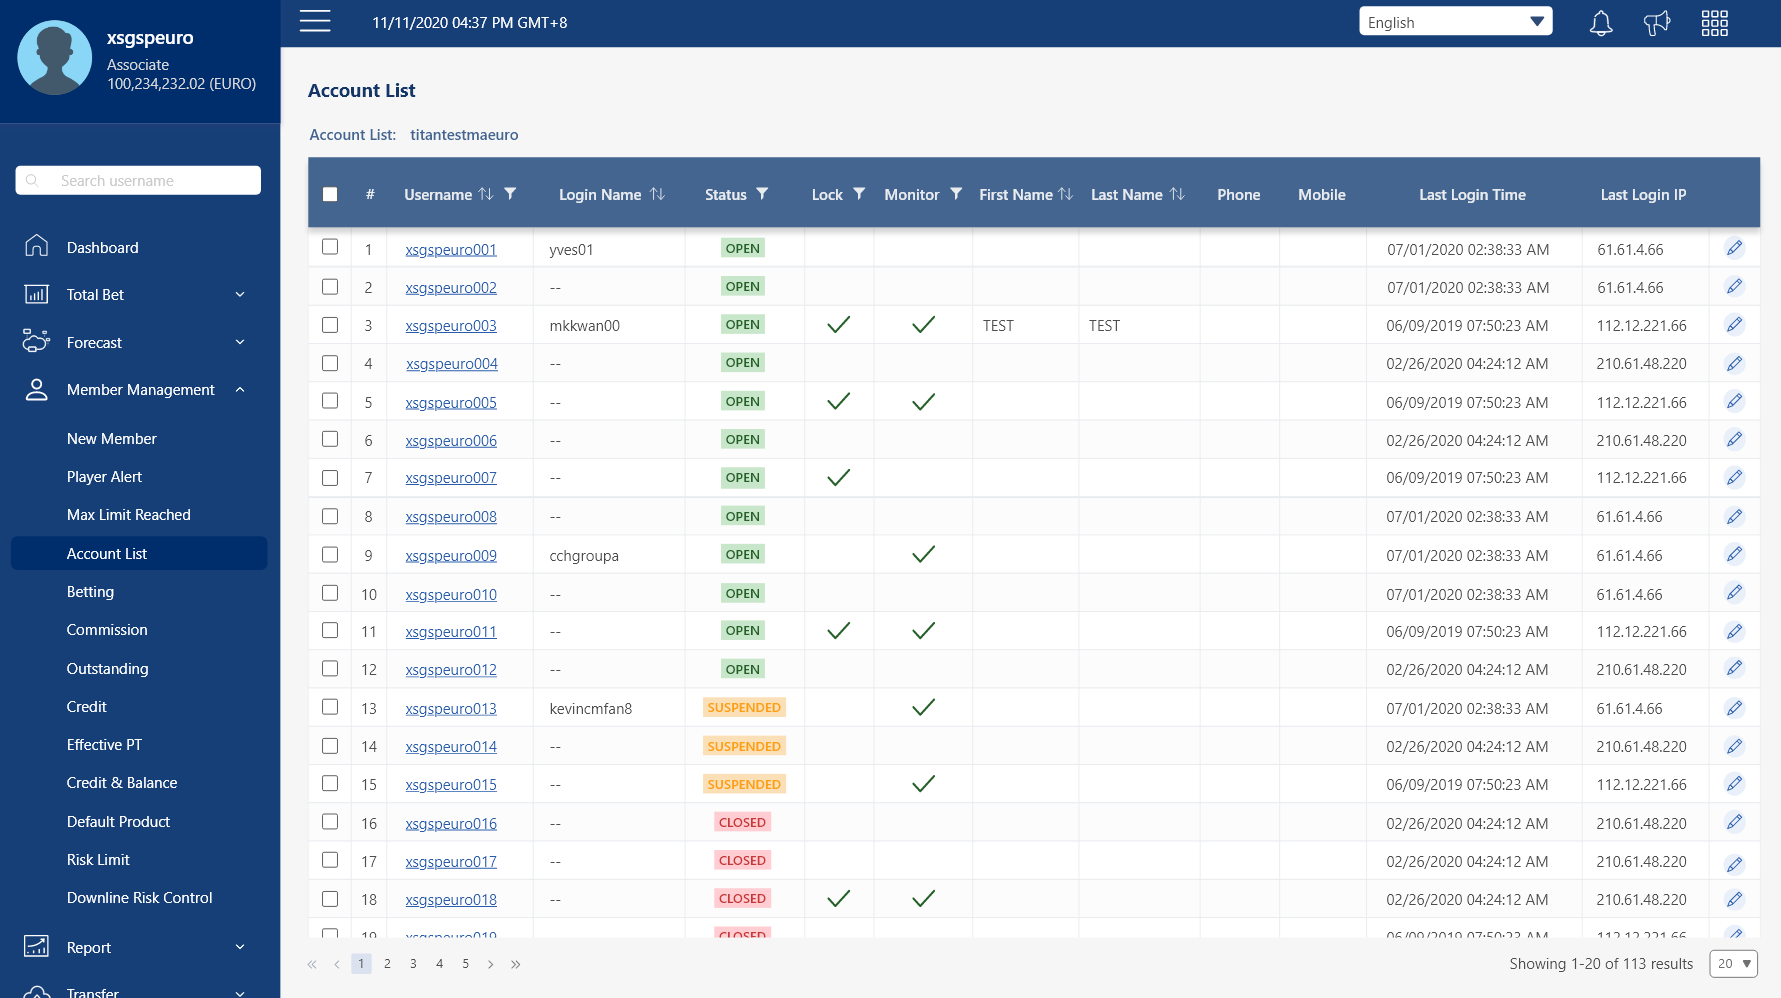 xsgspeuro
Associate
100,234,232.02 (EURO)
11/11/2020 04:37 PM GMT+8
English
Search username
Dashboard
Total Bet
Forecast
Member Management
New Member
Player Alert
Max Limit Reached
Account List
Betting
Commission
Outstanding
Credit
Effective PT
Credit & Balance
Default Product
Risk Limit
Downline Risk Control
Report
Transfer
Account List
Account List: titantestmaeuro
# Username Login Name Status Lock Monitor First Name Last Name Phone Mobile Last Login Time Last Login IP
1 xsgspeuro001 yves01 OPEN 07/01/2020 02:38:33 AM 61.61.4.66
2 xsgspeuro002 -- OPEN 07/01/2020 02:38:33 AM 61.61.4.66
3 xsgspeuro003 mkkwan00 OPEN TEST TEST 06/09/2019 07:50:23 AM 112.12.221.66
4 xsgspeuro004 -- OPEN 02/26/2020 04:24:12 AM 210.61.48.220
5 xsgspeuro005 -- OPEN 06/09/2019 07:50:23 AM 112.12.221.66
6 xsgspeuro006 -- OPEN 02/26/2020 04:24:12 AM 210.61.48.220
7 xsgspeuro007 -- OPEN 06/09/2019 07:50:23 AM 112.12.221.66
8 xsgspeuro008 -- OPEN 07/01/2020 02:38:33 AM 61.61.4.66
9 xsgspeuro009 cchgroupa OPEN 07/01/2020 02:38:33 AM 61.61.4.66
10 xsgspeuro010 -- OPEN 07/01/2020 02:38:33 AM 61.61.4.66
11 xsgspeuro011 -- OPEN 06/09/2019 07:50:23 AM 112.12.221.66
12 xsgspeuro012 -- OPEN 02/26/2020 04:24:12 AM 210.61.48.220
13 xsgspeuro013 kevincmfan8 SUSPENDED 07/01/2020 02:38:33 AM 61.61.4.66
14 xsgspeuro014 -- SUSPENDED 02/26/2020 04:24:12 AM 210.61.48.220
15 xsgspeuro015 -- SUSPENDED 06/09/2019 07:50:23 AM 112.12.221.66
16 xsgspeuro016 -- CLOSED 02/26/2020 04:24:12 AM 210.61.48.220
17 xsgspeuro017 -- CLOSED 02/26/2020 04:24:12 AM 210.61.48.220
18 xsgspeuro018 -- CLOSED 02/26/2020 04:24:12 AM 210.61.48.220
19 xsgspeuro019 CLOSED 06/09/2019 07:50:23 AM 112.12.221.66
« ‹ 1 2 3 4 5 › »
Showing 1-20 of 113 results 20